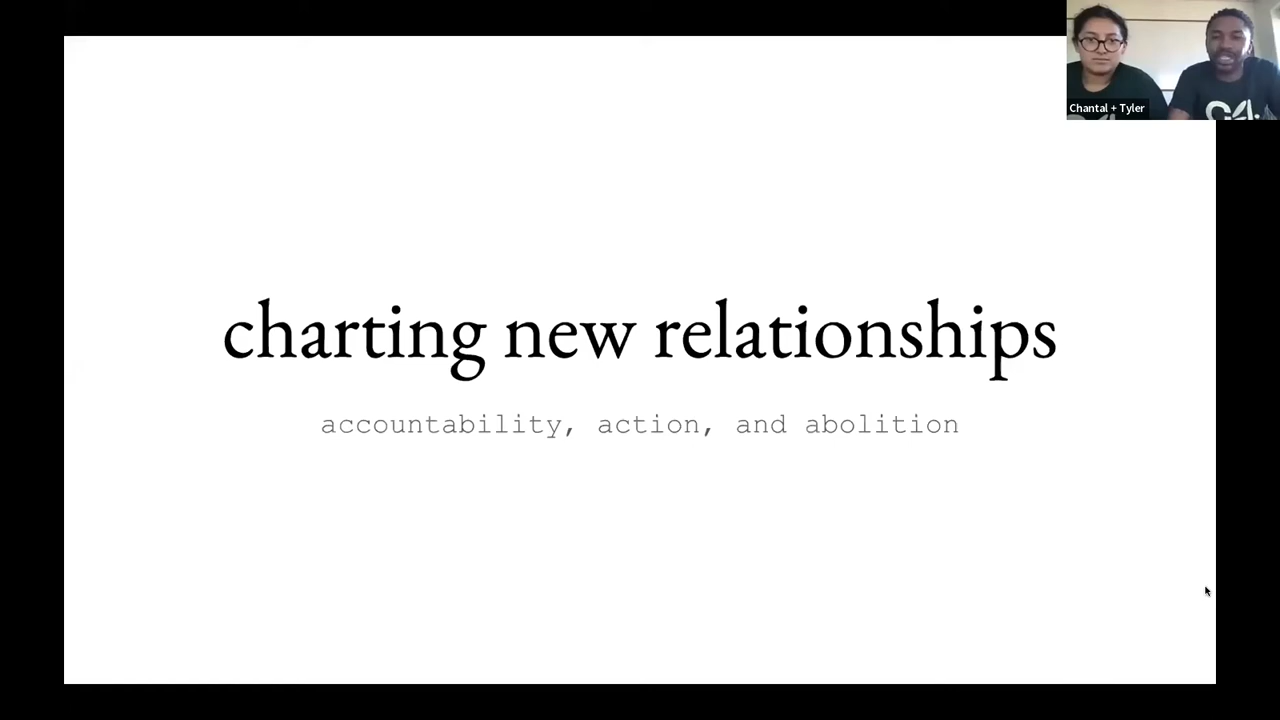 Chantal + Tyler
charting new relationships
accountability, action, and abolition